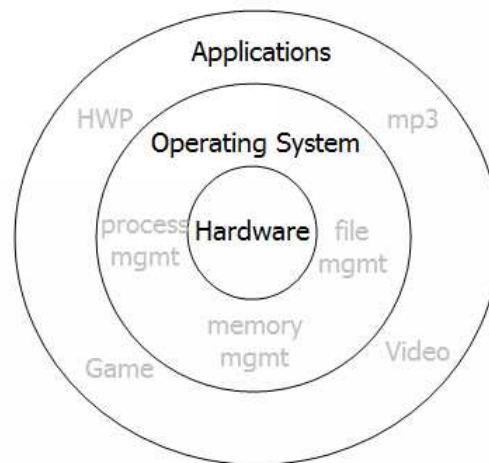 Applications
HWP
mp3
Operating System
process
mgmt
Hardware
file
mgmt
memory
mgmt
Game
Video